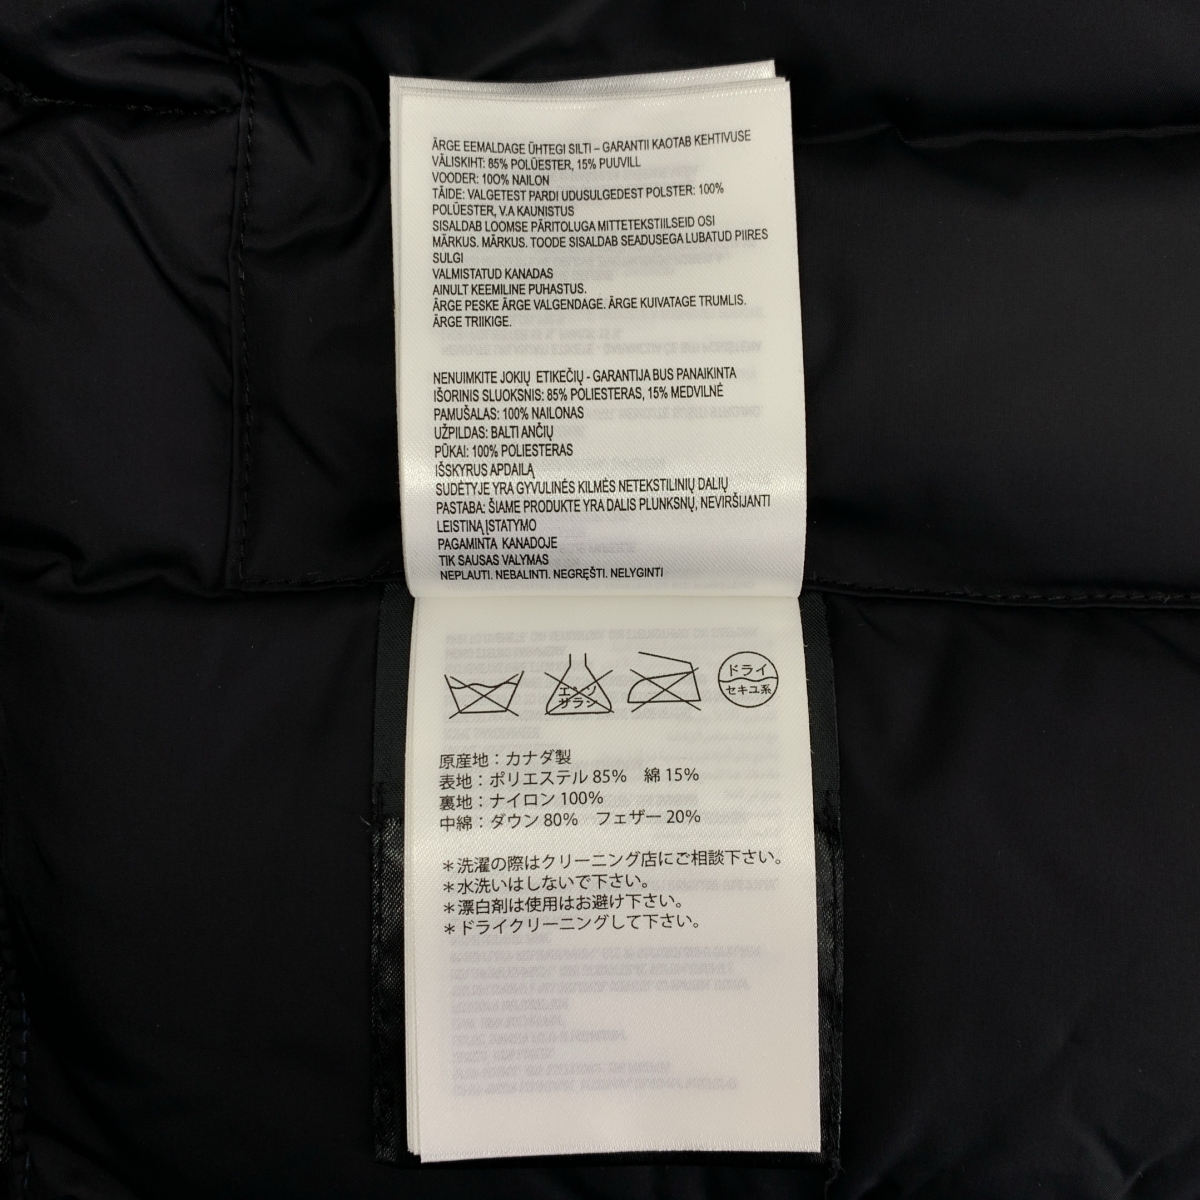 ÄRGE EEMALDAGE ÜHTEGI SILTI – GARANTII KAOTAB KEHTIVUSE
VÄLISKIHT: 85% POLÜESTER, 15% PUUVILL
VOODER: 100% NAILON
TÄIDE: VALGETEST PARDI UDUSULGEDEST POLSTER: 100%
POLÜESTER, V.A KAUNISTUS
SISALDAB LOOMSE PÄRITOLUGA MITTETEKSTIILSEID OSI
MÄRKUS. MÄRKUS. TOODE SISALDAB SEADUSEGA LUBATUD PIIRES
SULGI
VALMISTATUD KANADAS
AINULT KEEMILINE PUHASTUS.
ÄRGE PESKE ÄRGE VALGENDAGE. ÄRGE KUIVATAGE TRUMLIS.
ÄRGE TRIIKIGE.
NENUIMKITE JOKIŲ ETIKEČIŲ - GARANTIJA BUS PANAIKINTA
IŠORINIS SLUOKSNIS: 85% POLIESTERAS, 15% MEDVILNĖ
PAMUŠALAS: 100% NAILONAS
UŽPILDAS: BALTI ANČIŲ
PŪKAI: 100% POLIESTERAS
IŠSKYRUS APDAILĄ
SUDĖTYJE YRA GYVULINĖS KILMĖS NETEKSTILINIŲ DALIŲ
PASTABA: ŠIAME PRODUKTE YRA DALIS PLUNKSNŲ, NEVIRŠIJANTI
LEISTINĄ ĮSTATYMO
PAGAMINTA KANADOJE
TIK SAUSAS VALYMAS
NEPLAUTI. NEBALINTI. NEGRĘŠTI. NELYGINTI
エンソ
サラシ
ドライ
セキユ系
原産地：カナダ製
表地：ポリエステル 85%　綿 15%
裏地：ナイロン 100%
中綿：ダウン 80%　フェザー 20%
＊洗濯の際はクリーニング店にご相談下さい。
＊水洗いはしないで下さい。
＊漂白剤は使用はお避け下さい。
＊ドライクリーニングして下さい。